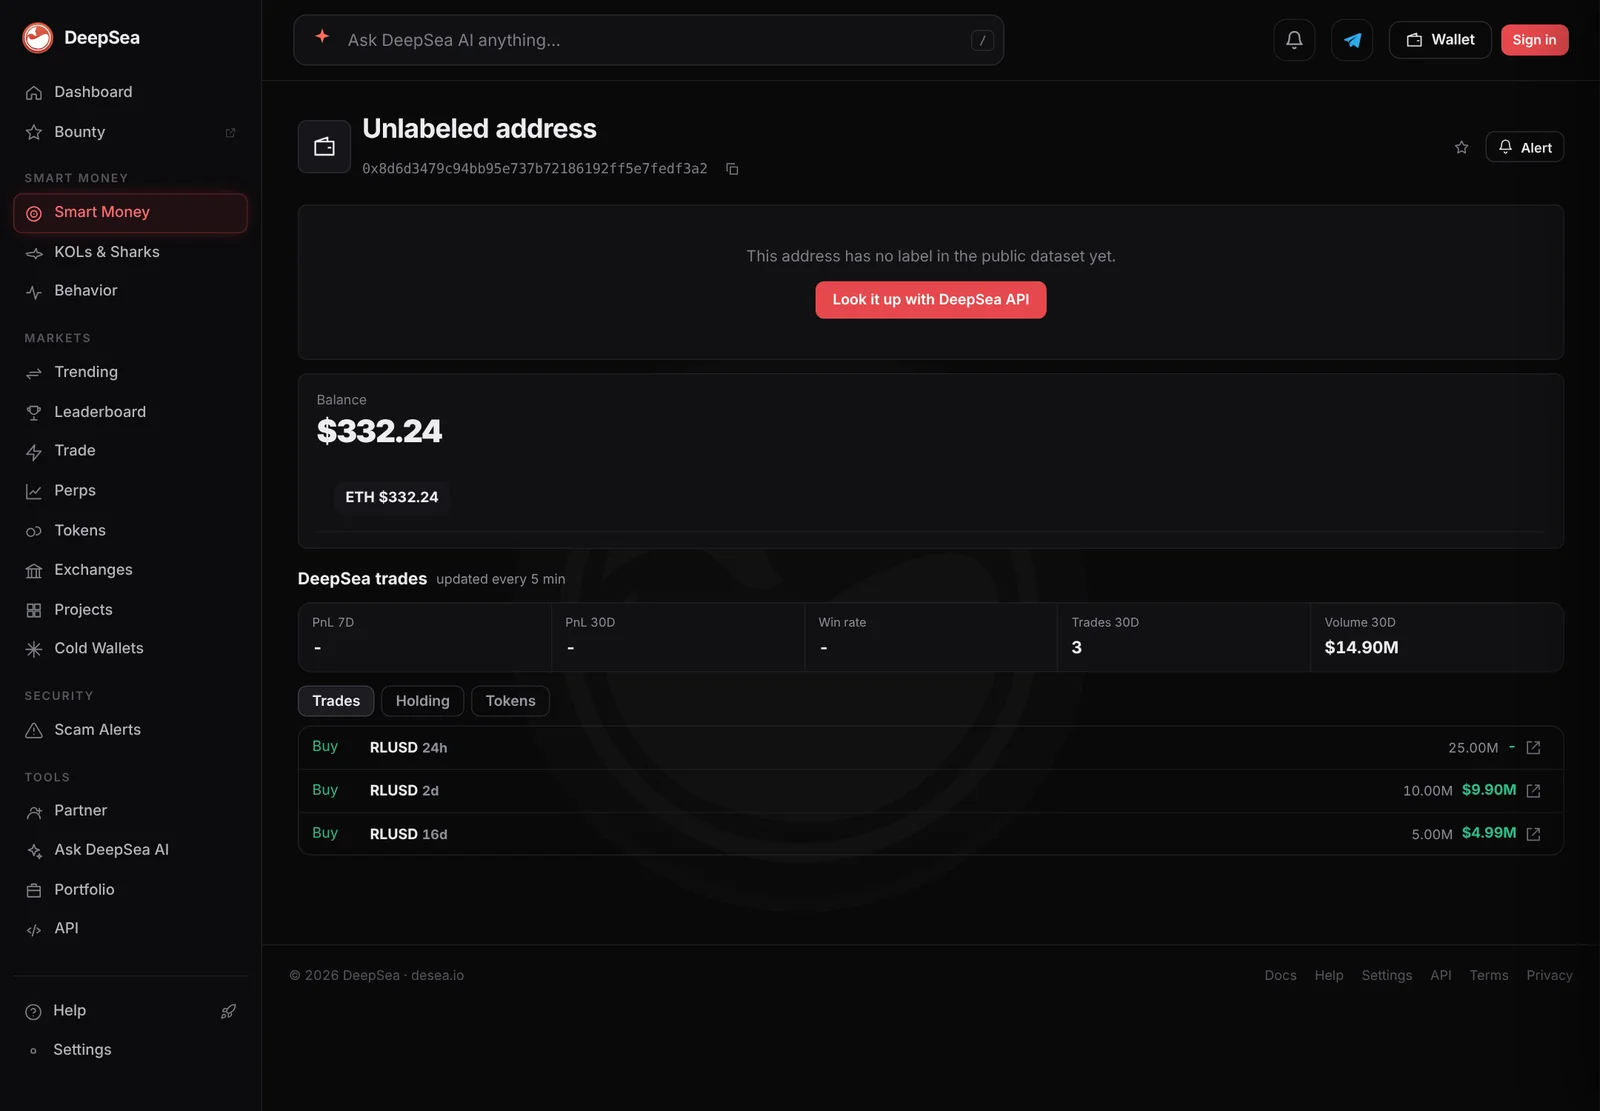 DeepSea
Dashboard
Bounty
SMART MONEY
Smart Money
KOLs & Sharks
Behavior
MARKETS
Trending
Leaderboard
Trade
Perps
Tokens
Exchanges
Projects
Cold Wallets
SECURITY
Scam Alerts
TOOLS
Partner
Ask DeepSea AI
Portfolio
API
Help
Settings
Ask DeepSea AI anything... /
Wallet
Sign in
Unlabeled address
0x8d6d3479c94bb95e737b72186192ff5e7fedf3a2
Alert
This address has no label in the public dataset yet.
Look it up with DeepSea API
Balance
$332.24
ETH $332.24
DeepSea trades updated every 5 min
PnL 7D PnL 30D Win rate Trades 30D Volume 30D
- - - 3 $14.90M
Trades Holding Tokens
Buy RLUSD 24h 25.00M -
Buy RLUSD 2d 10.00M $9.90M
Buy RLUSD 16d 5.00M $4.99M
© 2026 DeepSea · desea.io Docs Help Settings API Terms Privacy